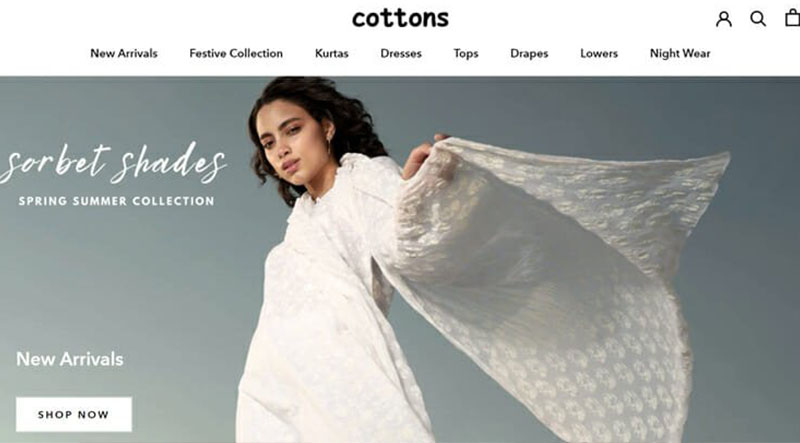 cottons
New Arrivals Festive Collection Kurtas Dresses Tops Drapes Lowers Night Wear
sorbet shades
SPRING SUMMER COLLECTION
New Arrivals
SHOP NOW